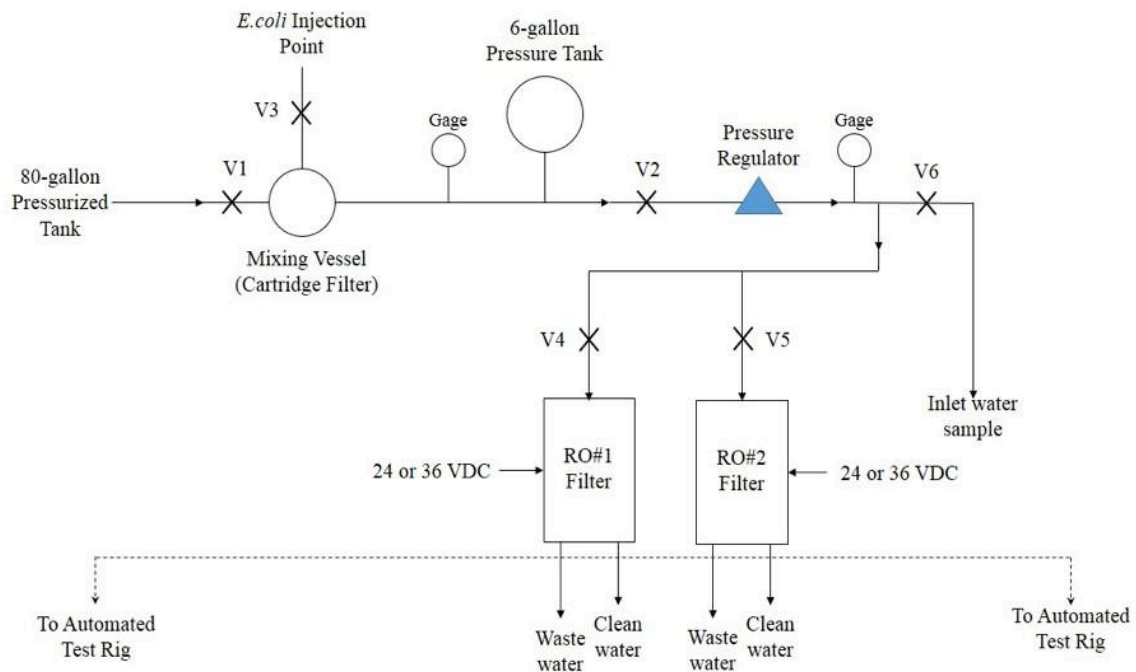 E.coli Injection
Point
6-gallon
Pressure Tank
V3
Gage
Pressure
Regulator
Gage
V1
V2
V6
80-gallon
Pressurized
Tank
Mixing Vessel
(Cartridge Filter)
V4
V5
Inlet water
sample
24 or 36 VDC
RO#1
Filter
RO#2
Filter
24 or 36 VDC
To Automated
Test Rig
Waste
water
Clean
water
Waste
water
Clean
water
To Automated
Test Rig